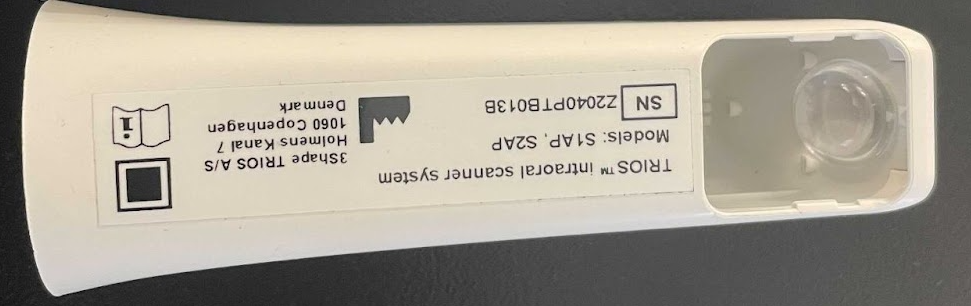 TRIOS™ intraoral scanner system
Models: S1AP, S2AP
SN Z2040PTB013B
3Shape TRIOS A/S
Holmens Kanal 7
1060 Copenhagen
Denmark
i